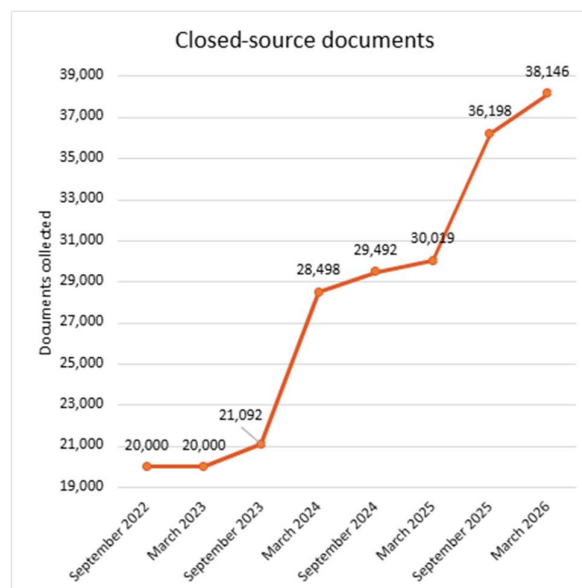 Closed-source documents
39,000
37,000
35,000
33,000
31,000
29,000
27,000
25,000
23,000
21,000
19,000
Documents collected
20,000
20,000
21,092
28,498
29,492
30,019
36,198
38,146
September 2022
March 2023
September 2023
March 2024
September 2024
March 2025
September 2025
March 2026